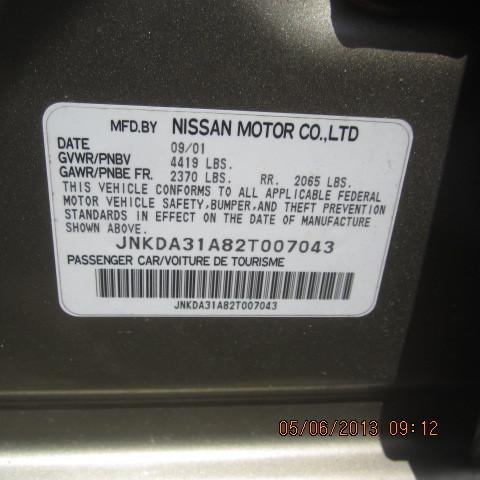 MFD.BY NISSAN MOTOR CO.,LTD
DATE 09/01
GVWR/PNBV 4419 LBS.
GAWR/PNBE FR. 2370 LBS. RR. 2065 LBS.
THIS VEHICLE CONFORMS TO ALL APPLICABLE FEDERAL
MOTOR VEHICLE SAFETY,BUMPER,AND THEFT PREVENTION
STANDARDS IN EFFECT ON THE DATE OF MANUFACTURE
SHOWN ABOVE.
JNKDA31A82T007043
PASSENGER CAR/VOITURE DE TOURISME
JNKDA31A82T007043
05/06/2013 09:12